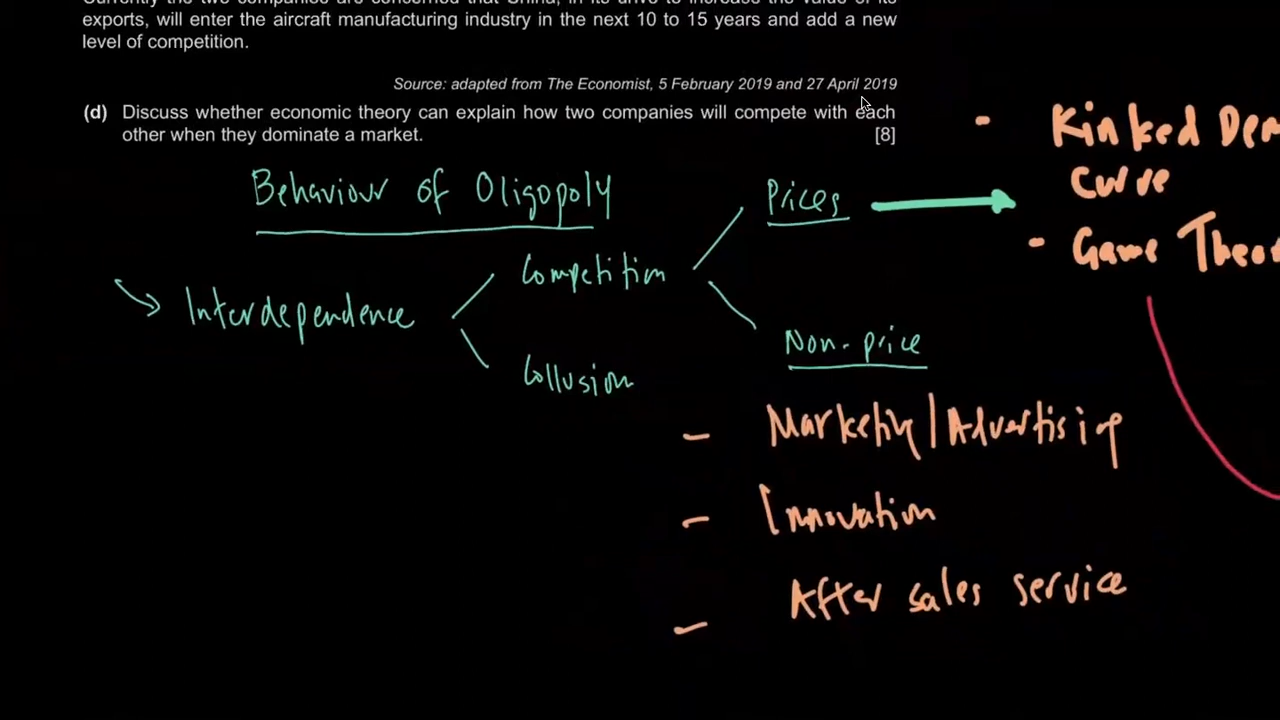 exports, will enter the aircraft manufacturing industry in the next 10 to 15 years and add a new
level of competition.
Source: adapted from The Economist, 5 February 2019 and 27 April 2019
(d) Discuss whether economic theory can explain how two companies will compete with each
other when they dominate a market. [8]
Behaviour of Oligopoly
Prices
- Kinked Dem
Curve
- Game Theor
Interdependence
Competition
Collusion
Non-price
- Marketing/Advertising
- Innovation
- After sales service